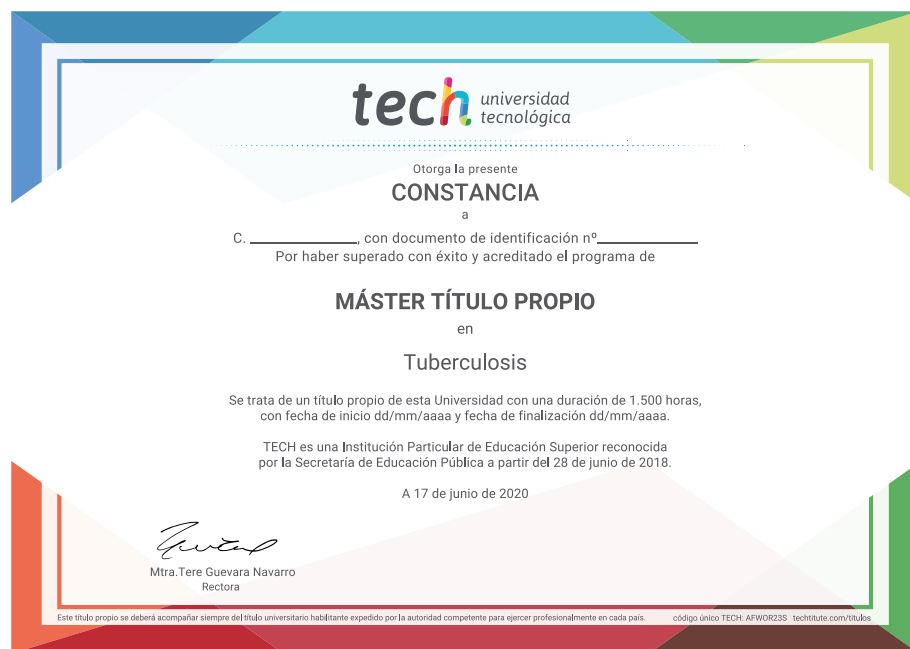 tech universidad
tecnológica
Otorga la presente
CONSTANCIA
a
C. ______________, con documento de identificación nº_____________
Por haber superado con éxito y acreditado el programa de
MÁSTER TÍTULO PROPIO
en
Tuberculosis
Se trata de un título propio de esta Universidad con una duración de 1.500 horas,
con fecha de inicio dd/mm/aaaa y fecha de finalización dd/mm/aaaa.
TECH es una Institución Particular de Educación Superior reconocida
por la Secretaría de Educación Pública a partir del 28 de junio de 2018.
A 17 de junio de 2020
Mtra.Tere Guevara Navarro
Rectora
Este título propio se deberá acompañar siempre del título universitario habilitante expedido por la autoridad competente para ejercer profesionalmente en cada país. código único TECH: AFWOR23S techtitute.com/titulos